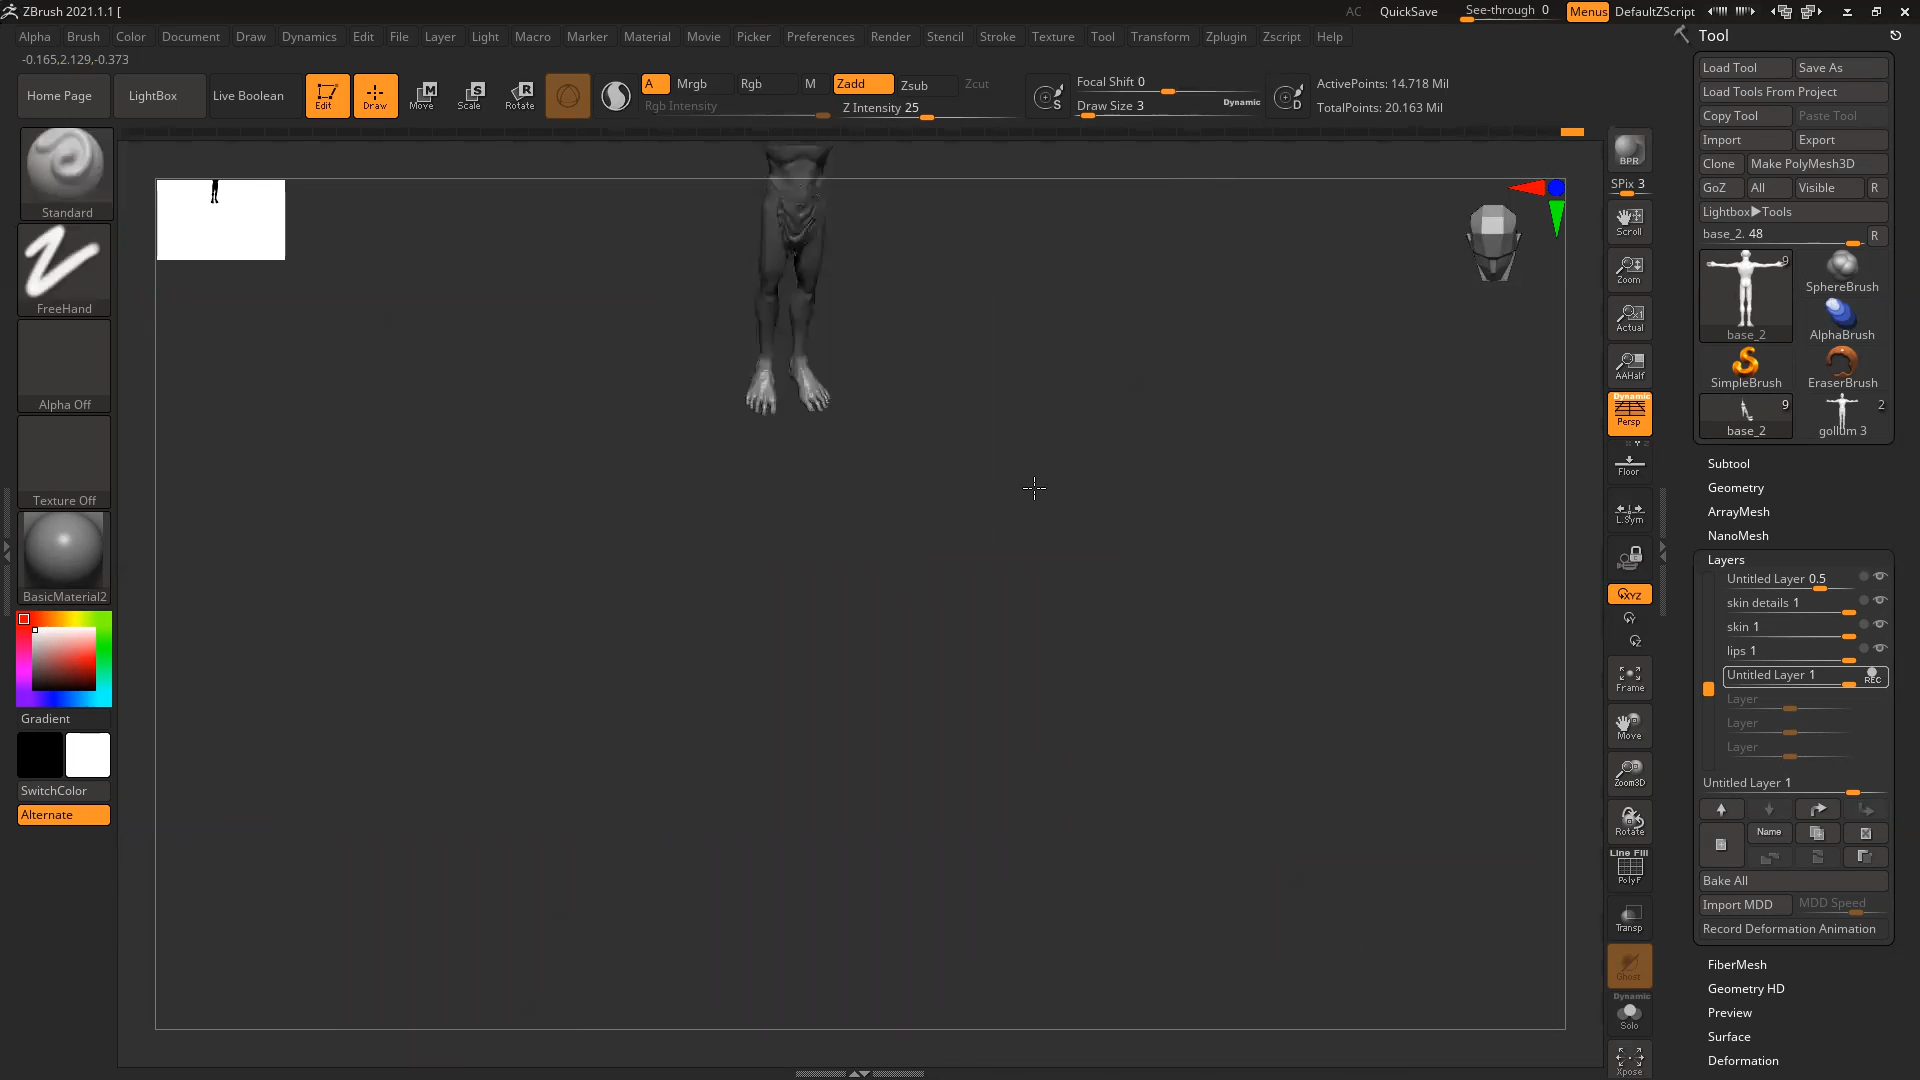 ZBrush 2021.1.1 [
AC QuickSave See-through 0 Menus DefaultZScript
Alpha Brush Color Document Draw Dynamics Edit File Layer Light Macro Marker Material Movie Picker Preferences Render Stencil Stroke Texture Tool Transform Zplugin Zscript Help
-0.165,2.129,-0.373
Home Page LightBox Live Boolean Edit Draw Move Scale Rotate
A Mrgb Rgb M Zadd Zsub Zcut
Rgb Intensity Z Intensity 25
S Focal Shift 0
Draw Size 3 Dynamic
D ActivePoints: 14.718 Mil
TotalPoints: 20.163 Mil
Standard
FreeHand
Alpha Off
Texture Off
BasicMaterial2
Gradient
SwitchColor
Alternate
BPR
SPix 3
Scroll
Zoom
Actual
AAHalf
Dynamic
Persp
Floor
L.Sym
XYZ
Y
Z
Frame
Move
Zoom3D
Rotate
Line Fill
PolyF
Transp
Ghost
Dynamic
Solo
Xpose
Tool
Load Tool Save As
Load Tools From Project
Copy Tool Paste Tool
Import Export
Clone Make PolyMesh3D
GoZ All Visible R
Lightbox▶Tools
base_2. 48 R
9
base_2
SphereBrush
AlphaBrush
SimpleBrush EraserBrush
9 2
base_2 gollum 3
Subtool
Geometry
ArrayMesh
NanoMesh
Layers
Untitled Layer 0.5
skin details 1
skin 1
lips 1
Untitled Layer 1 REC
Layer
Layer
Layer
Untitled Layer 1
Name
Bake All
Import MDD MDD Speed
Record Deformation Animation
FiberMesh
Geometry HD
Preview
Surface
Deformation